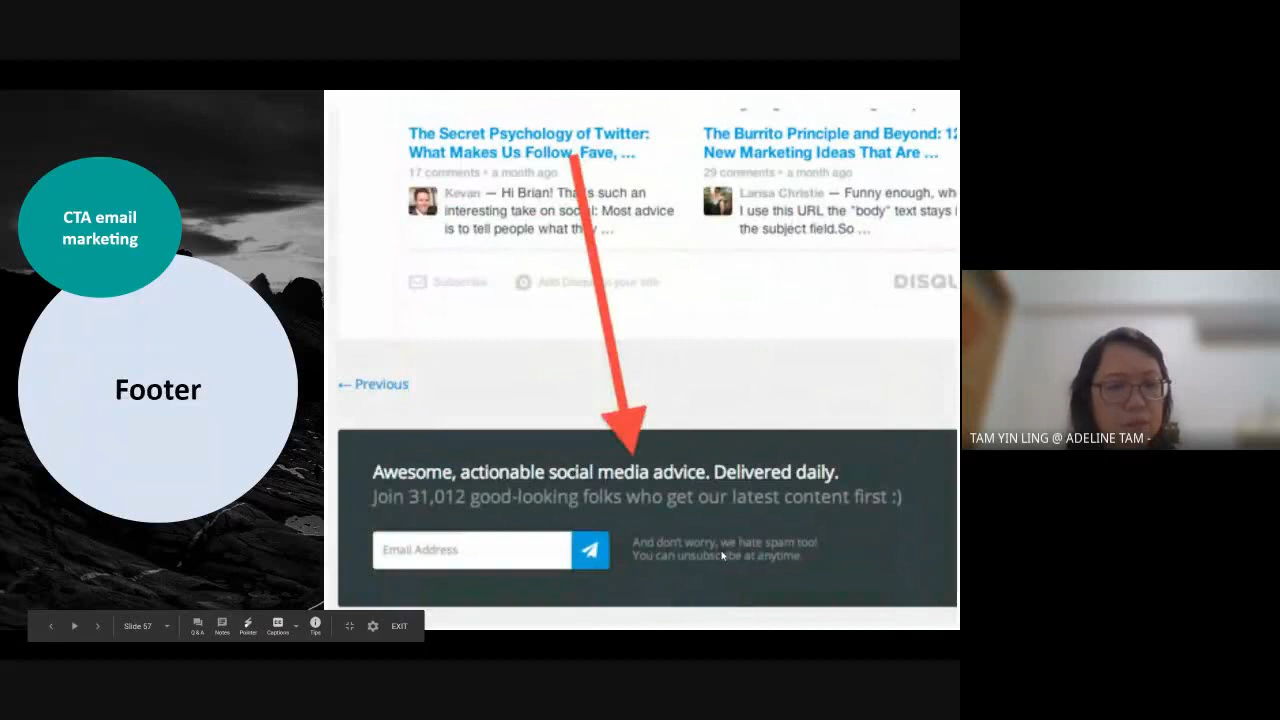 CTA email
marketing
Footer
The Secret Psychology of Twitter:
What Makes Us Follow, Fave, ...
17 comments • a month ago
Kevan — Hi Brian! That's such an
interesting take on social: Most advice
is to tell people what they ...
The Burrito Principle and Beyond: 12
New Marketing Ideas That Are ...
29 comments • a month ago
Larisa Christie — Funny enough, wh
I use this URL the "body" text stays i
the subject field.So ...
Subscribe
Add Disqus to your site
DISQU
← Previous
Awesome, actionable social media advice. Delivered daily.
Join 31,012 good-looking folks who get our latest content first :)
Email Address
And don't worry, we hate spam too!
You can unsubscribe at anytime.
Slide 57
Q&A
Notes
Pointer
Captions
Tips
EXIT
TAM YIN LING @ ADELINE TAM -